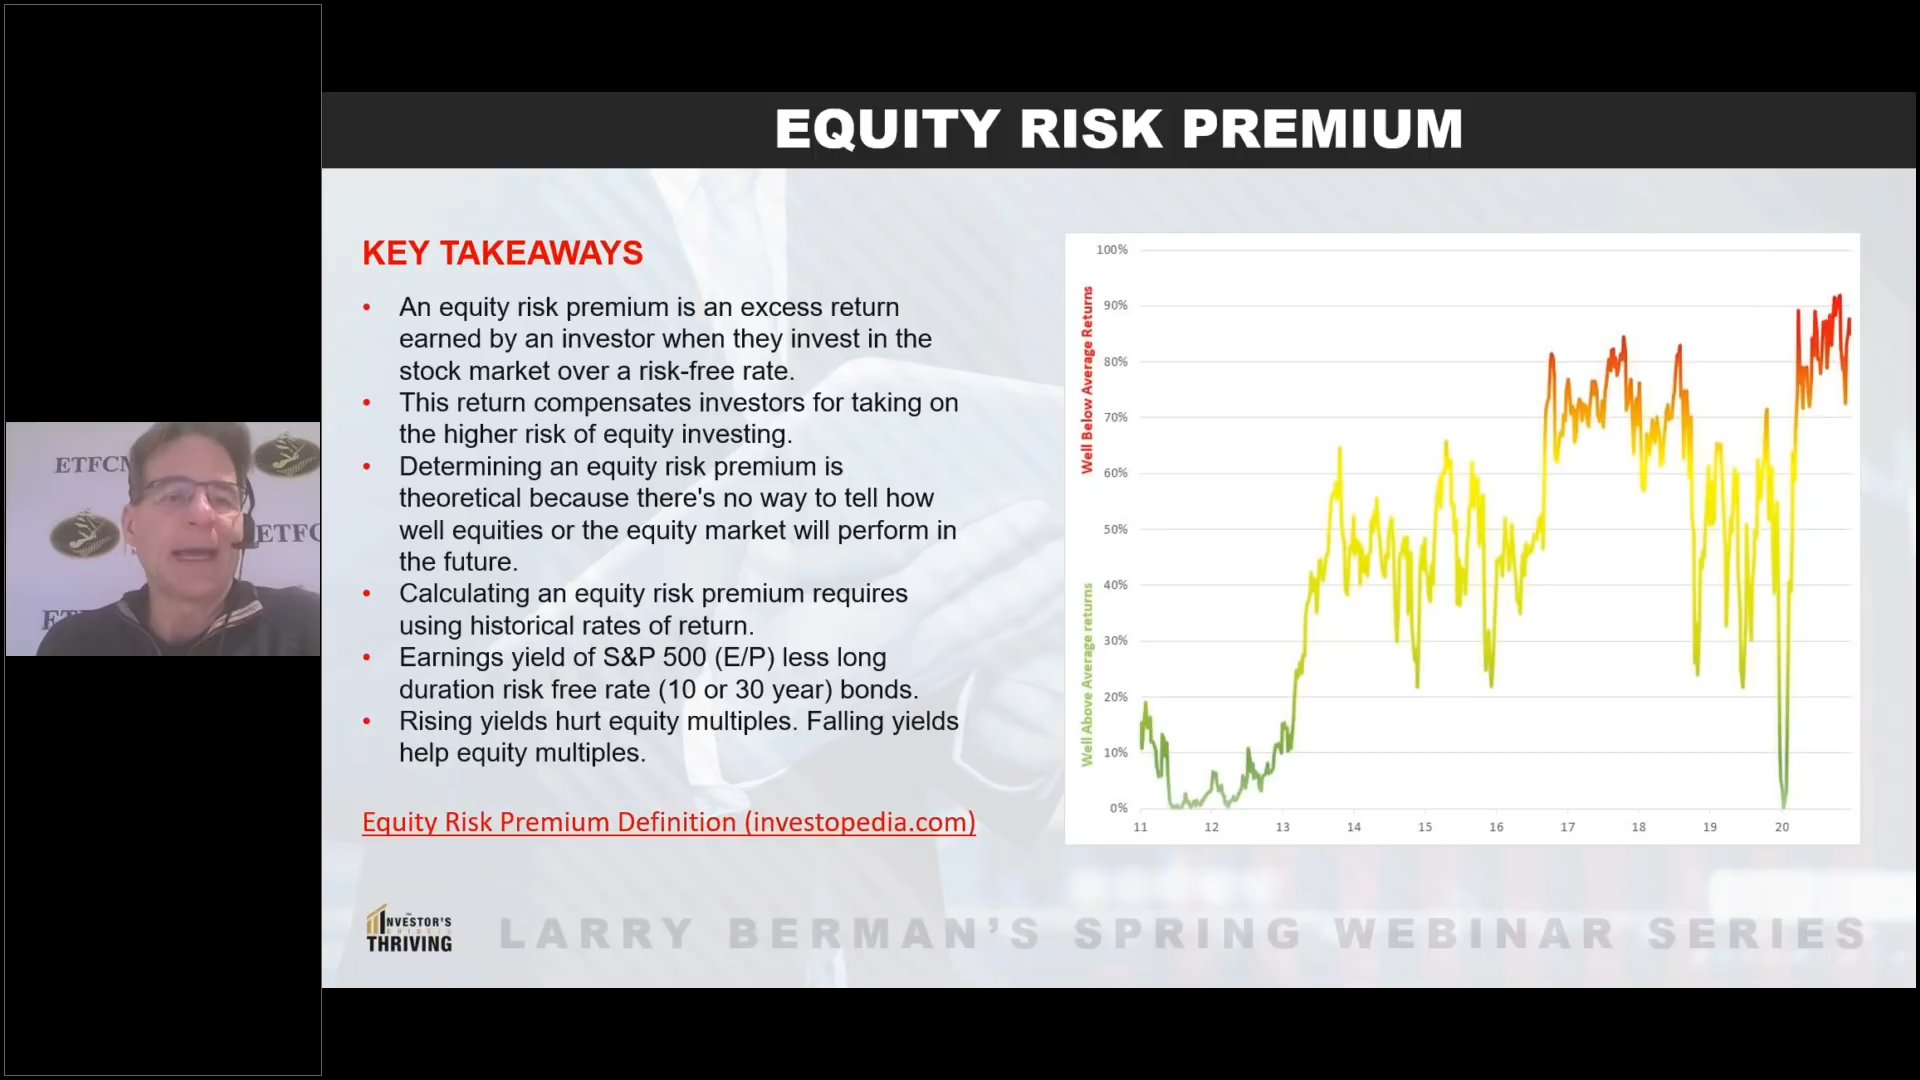 EQUITY RISK PREMIUM
KEY TAKEAWAYS
• An equity risk premium is an excess return
earned by an investor when they invest in the
stock market over a risk-free rate.
• This return compensates investors for taking on
the higher risk of equity investing.
• Determining an equity risk premium is
theoretical because there's no way to tell how
well equities or the equity market will perform in
the future.
• Calculating an equity risk premium requires
using historical rates of return.
• Earnings yield of S&P 500 (E/P) less long
duration risk free rate (10 or 30 year) bonds.
• Rising yields hurt equity multiples. Falling yields
help equity multiples.
Equity Risk Premium Definition (investopedia.com)
Well Below Average Returns
Well Above Average returns
100%
90%
80%
70%
60%
50%
40%
30%
20%
10%
0%
11 12 13 14 15 16 17 18 19 20
ETFCM
ETFC
INVESTOR'S
THRIVING
LARRY BERMAN'S SPRING WEBINAR SERIES